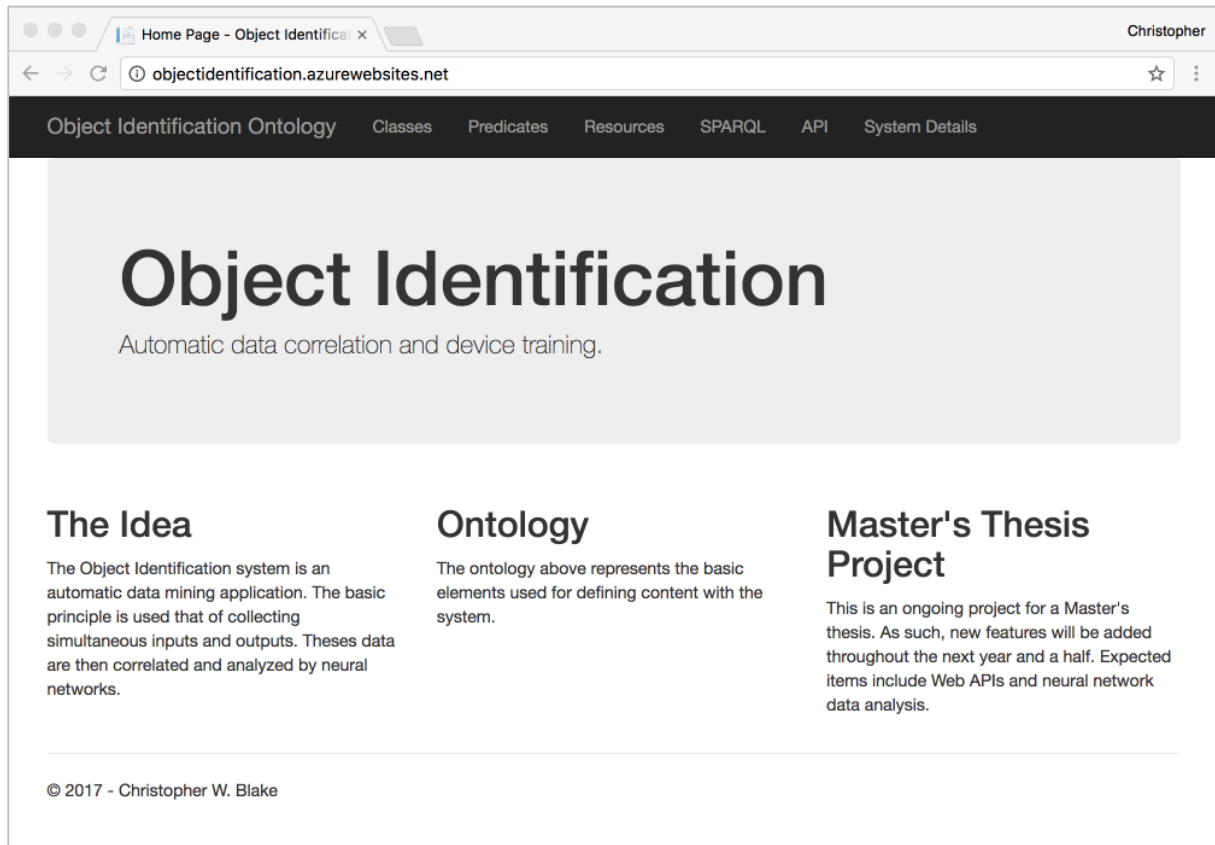 Home Page - Object Identificat
Christopher
objectidentification.azurewebsites.net
Object Identification Ontology Classes Predicates Resources SPARQL API System Details
Object Identification
Automatic data correlation and device training.
The Idea
The Object Identification system is an
automatic data mining application. The basic
principle is used that of collecting
simultaneous inputs and outputs. Theses data
are then correlated and analyzed by neural
networks.
Ontology
The ontology above represents the basic
elements used for defining content with the
system.
Master's Thesis
Project
This is an ongoing project for a Master's
thesis. As such, new features will be added
throughout the next year and a half. Expected
items include Web APIs and neural network
data analysis.
© 2017 - Christopher W. Blake